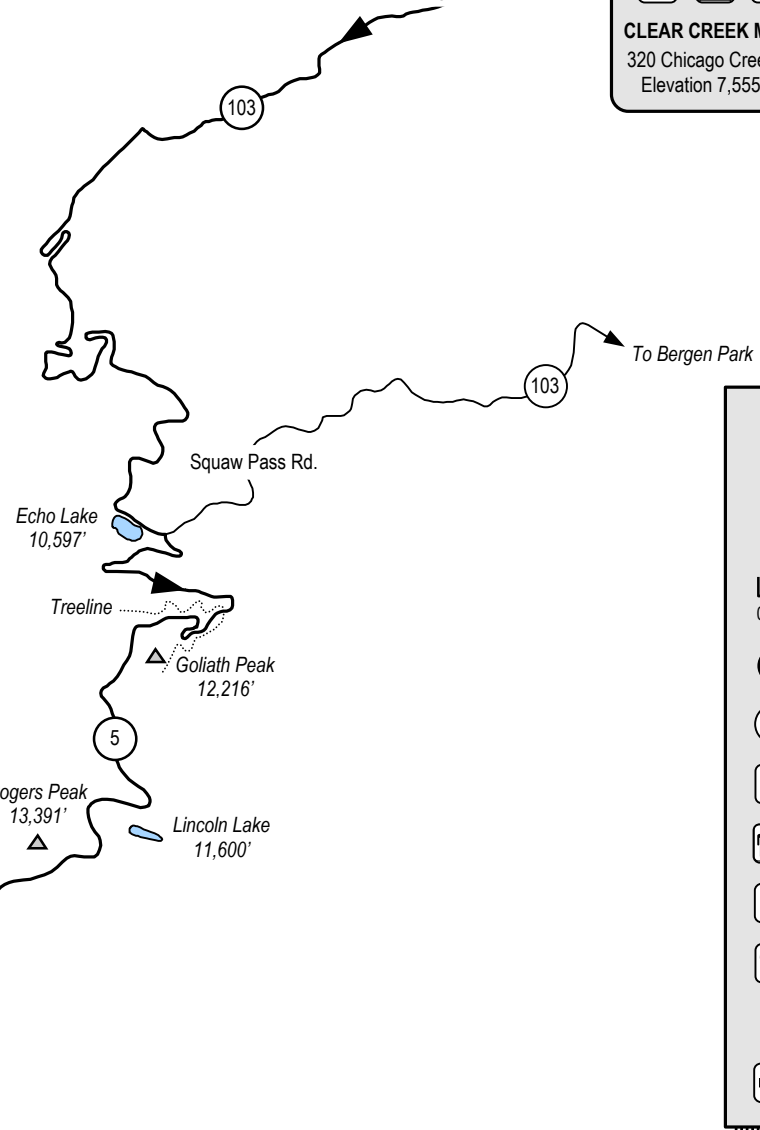 CLEAR CREEK M
320 Chicago Cree
Elevation 7,555
103
To Bergen Park
103
Squaw Pass Rd.
Echo Lake
10,597'
Treeline
Goliath Peak
12,216'
5
ogers Peak
13,391'
Lincoln Lake
11,600'